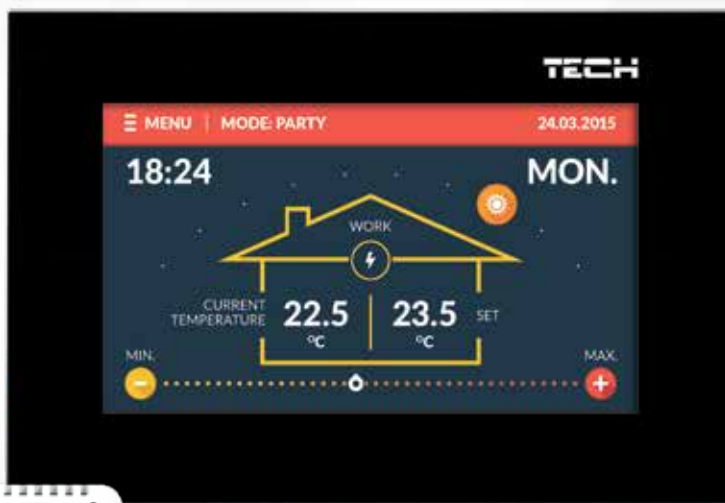 TECH
MENU | MODE: PARTY 24.03.2015
18:24 MON.
WORK
CURRENT TEMPERATURE 22.5 °C 23.5 °C SET
MIN. MAX.
- +